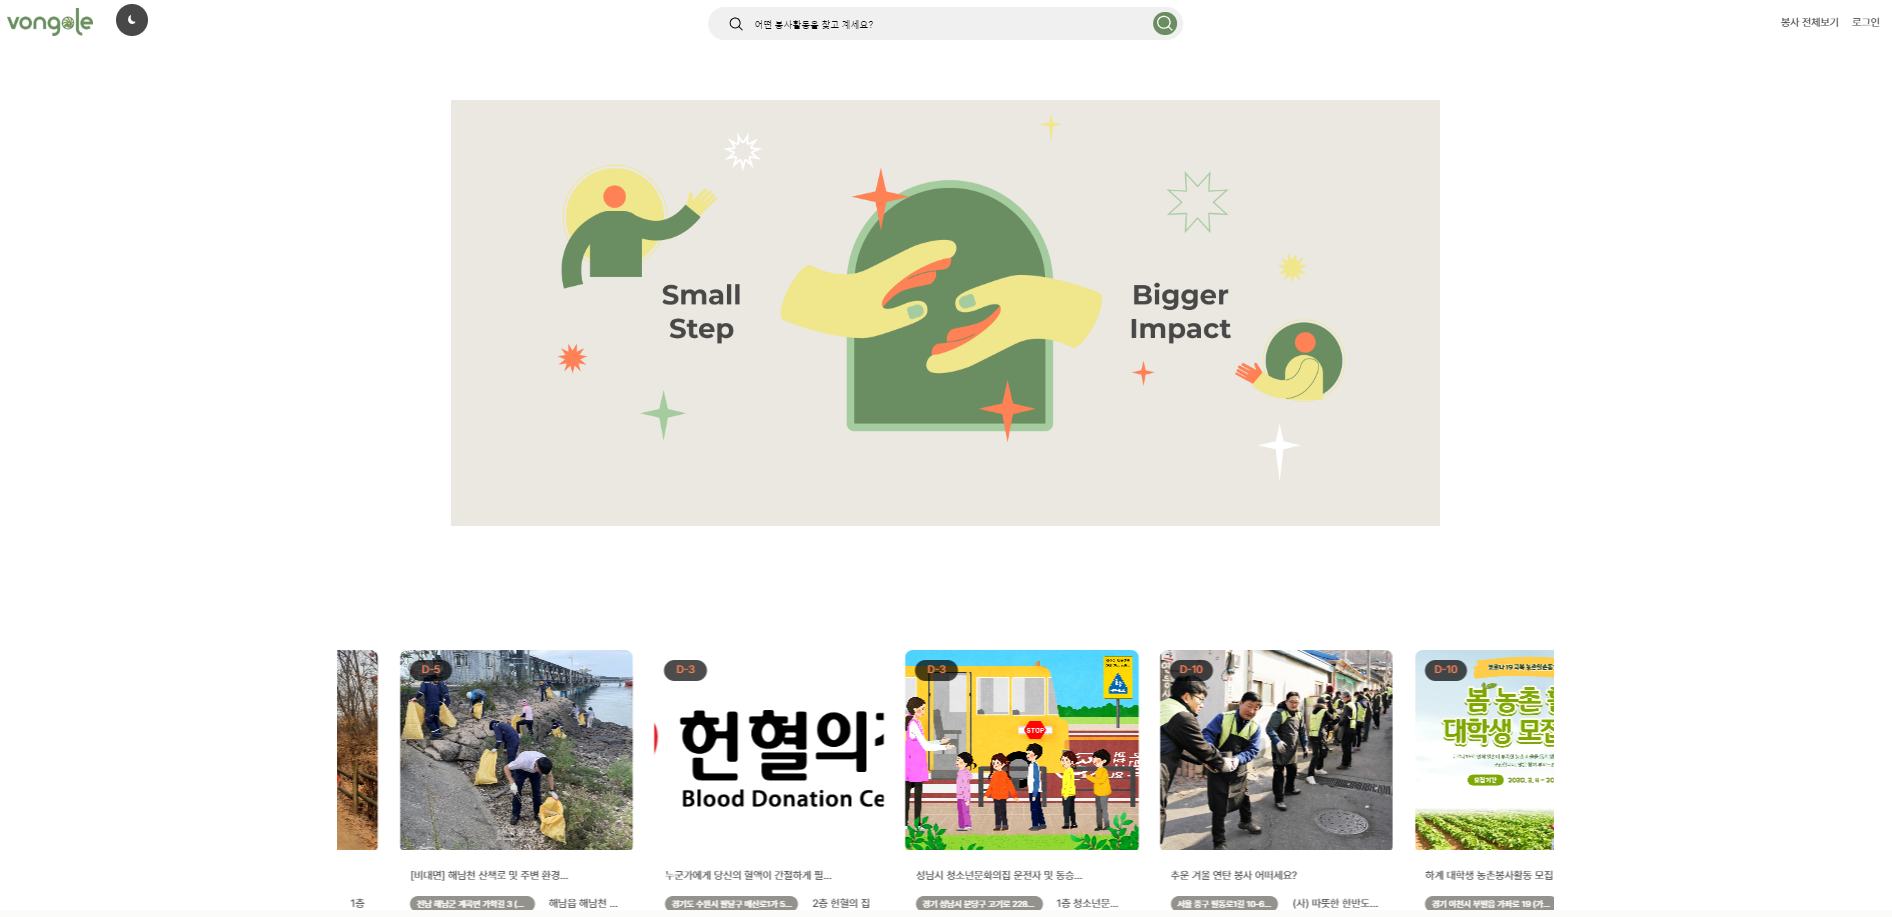 vongole
어떤 봉사활동을 찾고 계세요?
봉사 전체보기
로그인
Small
Step
Bigger
Impact
D-5
D-3
D-3
D-10
D-10
헌혈의
Blood Donation Ce
STOP
봄 농촌
대학생 모집
모집기간
[비대면] 해남천 산책로 및 주변 환경...
누군가에게 당신의 혈액이 간절하게 필...
성남시 청소년문화의집 운전자 및 동승...
추운 겨울 연탄 봉사 어떠세요?
하계 대학생 농촌봉사활동 모집
1층
전남 해남군 계곡면 가학길 3 (...
해남읍 해남천 ...
경기도 수원시 팔달구 매산로1가 5...
2층 헌혈의 집
경기 성남시 분당구 고기로 228...
1층 청소년문...
서울 중구 필동로1길 10-6...
(사) 따뜻한 한반도...
경기 이천시 부발읍 가좌로 19 (가...